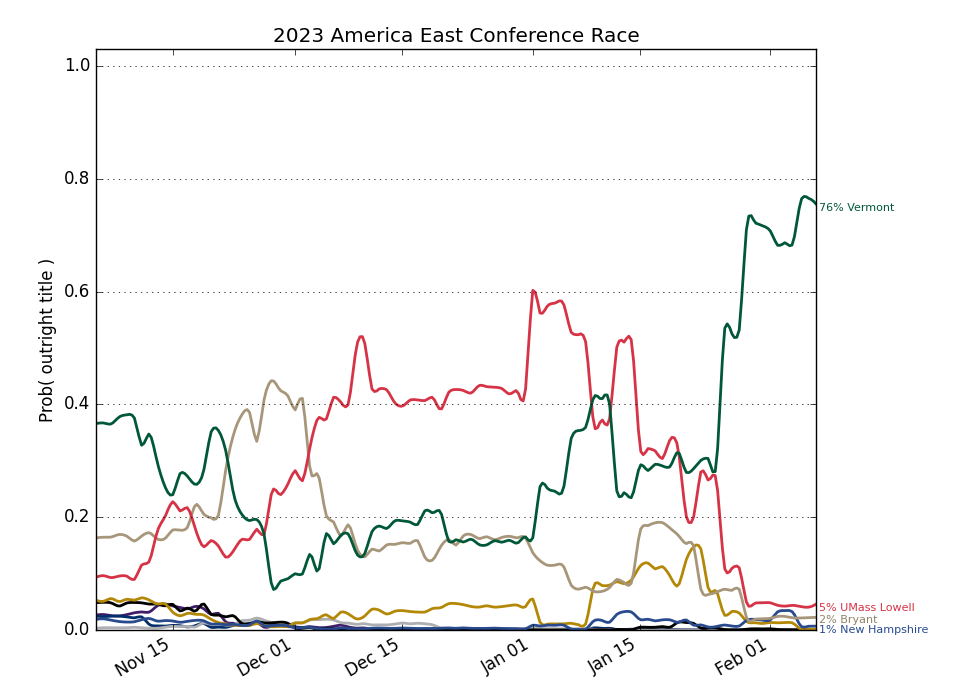 2023 America East Conference Race
Prob( outright title )
1.0
0.8
0.6
0.4
0.2
0.0
76% Vermont
5% UMass Lowell
2% Bryant
1% New Hampshire
Nov 15
Dec 01
Dec 15
Jan 01
Jan 15
Feb 01